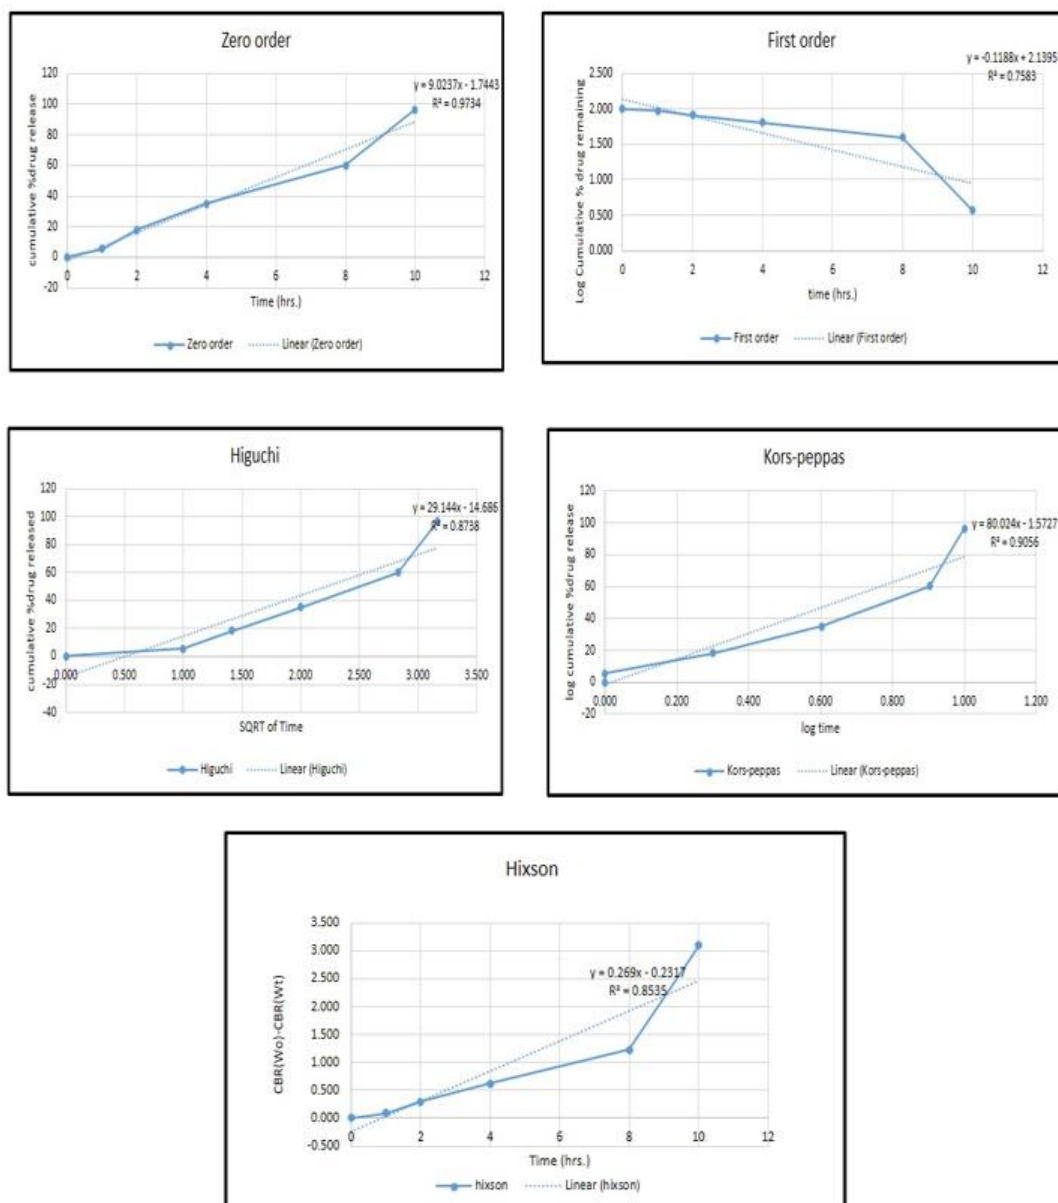 Zero order
y = 9.0237x - 1.7443
R² = 0.9734
cumulative %drug release
120
100
80
60
40
20
0
-20
0 2 4 6 8 10 12
Time (hrs.)
Zero order Linear (Zero order)
First order
y = -0.1188x + 2.1395
R² = 0.7583
Log Cumulative % drug remaining
2.500
2.000
1.500
1.000
0.500
0.000
0 2 4 6 8 10 12
time (hrs.)
First order Linear (First order)
Higuchi
y = 29.144x - 14.686
R² = 0.8738
cumulative %drug released
120
100
80
60
40
20
0
-20
-40
0.000 0.500 1.000 1.500 2.000 2.500 3.000 3.500
SQRT of Time
Higuchi Linear (Higuchi)
Kors-peppas
y = 80.024x - 1.5727
R² = 0.9056
log cumulative %drug release
120
100
80
60
40
20
0
-20
0.000 0.200 0.400 0.600 0.800 1.000 1.200
log time
Kors-peppas Linear (Kors-peppas)
Hixson
y = 0.269x - 0.2317
R² = 0.8535
CBR(Wo)-CBR(Wt)
3.500
3.000
2.500
2.000
1.500
1.000
0.500
0.000
-0.500
0 2 4 6 8 10 12
Time (hrs.)
hixson Linear (hixson)